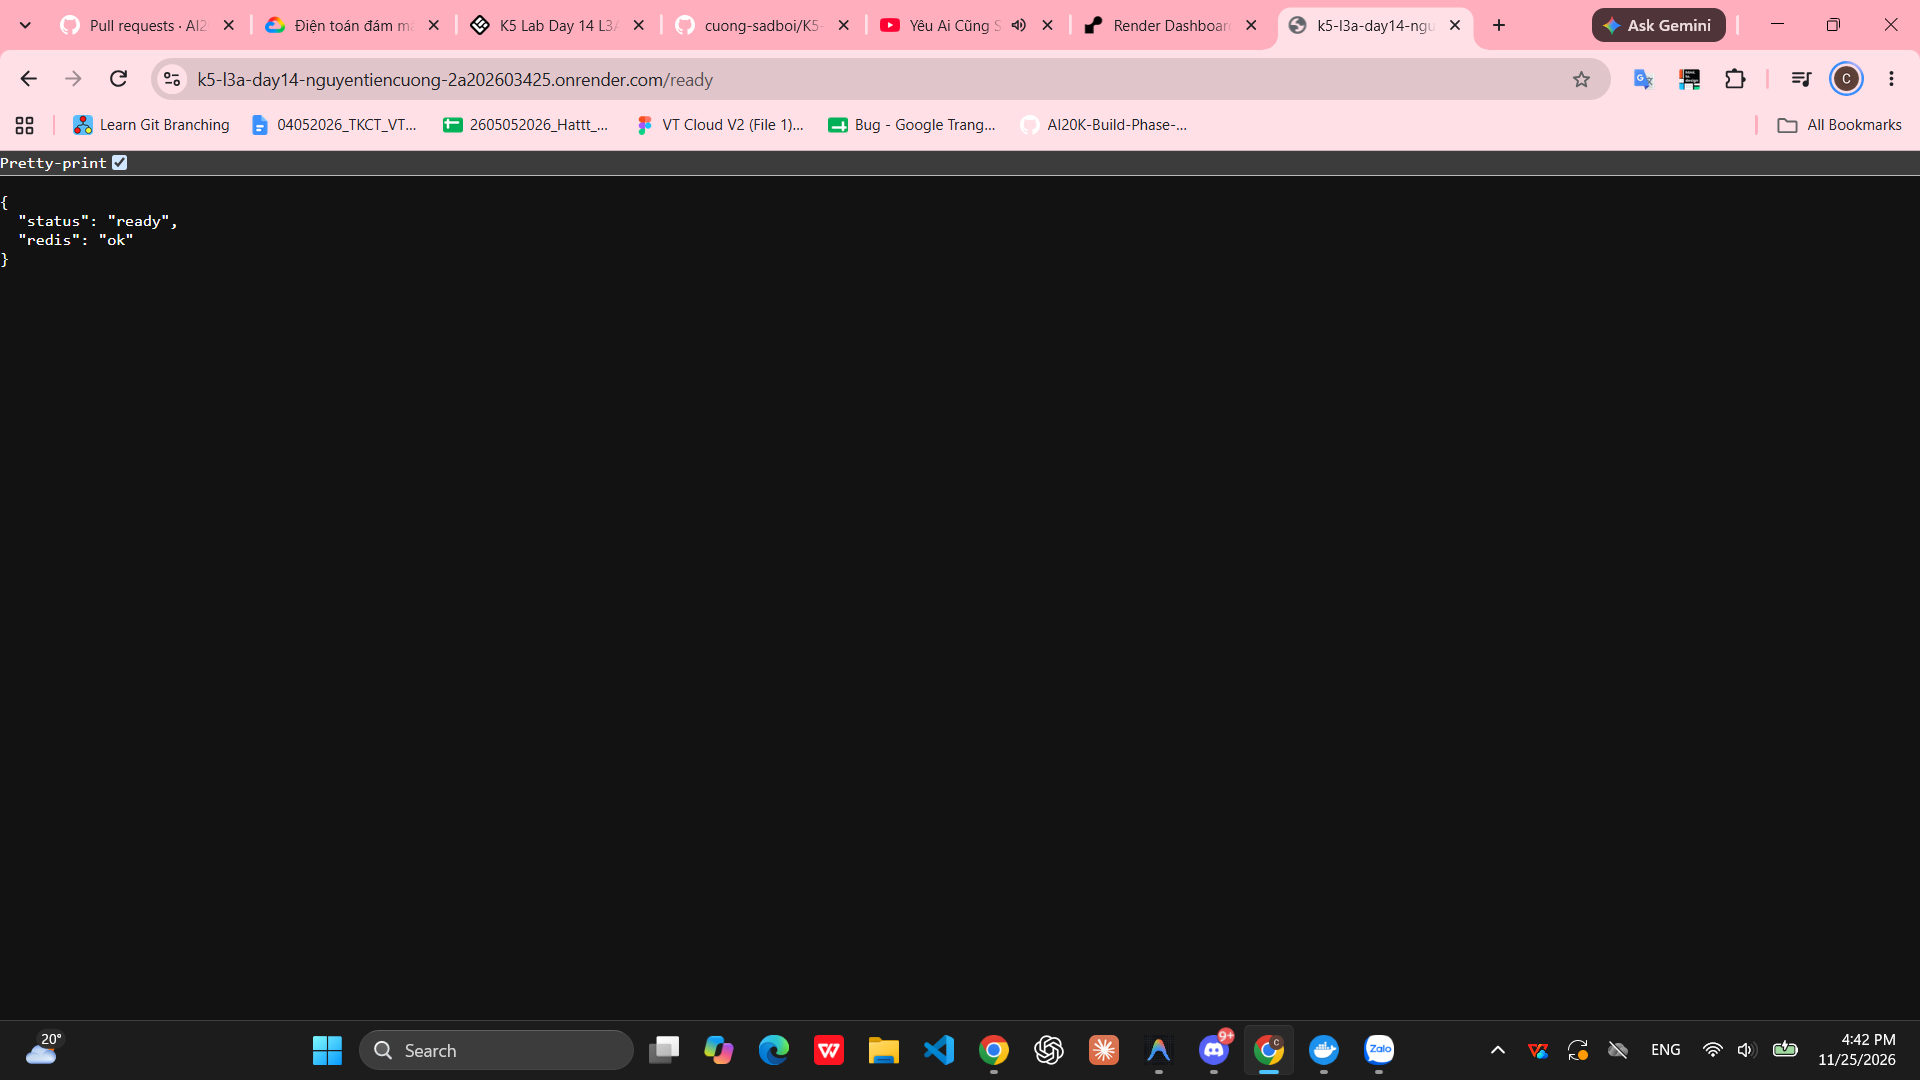 Pull requests · AI2
Điện toán đám m
K5 Lab Day 14 L3A
cuong-sadboi/K5-
Yêu Ai Cũng S
Render Dashboar
k5-l3a-day14-ngu
Ask Gemini
k5-l3a-day14-nguyentiencuong-2a202603425.onrender.com/ready
C
Learn Git Branching
04052026_TKCT_VT...
2605052026_Hattt_...
VT Cloud V2 (File 1)...
Bug - Google Trang...
AI20K-Build-Phase-...
All Bookmarks
Pretty-print
{
"status": "ready",
"redis": "ok"
}
20°
Search
9+
C
Zalo
ENG
4:42 PM
11/25/2026